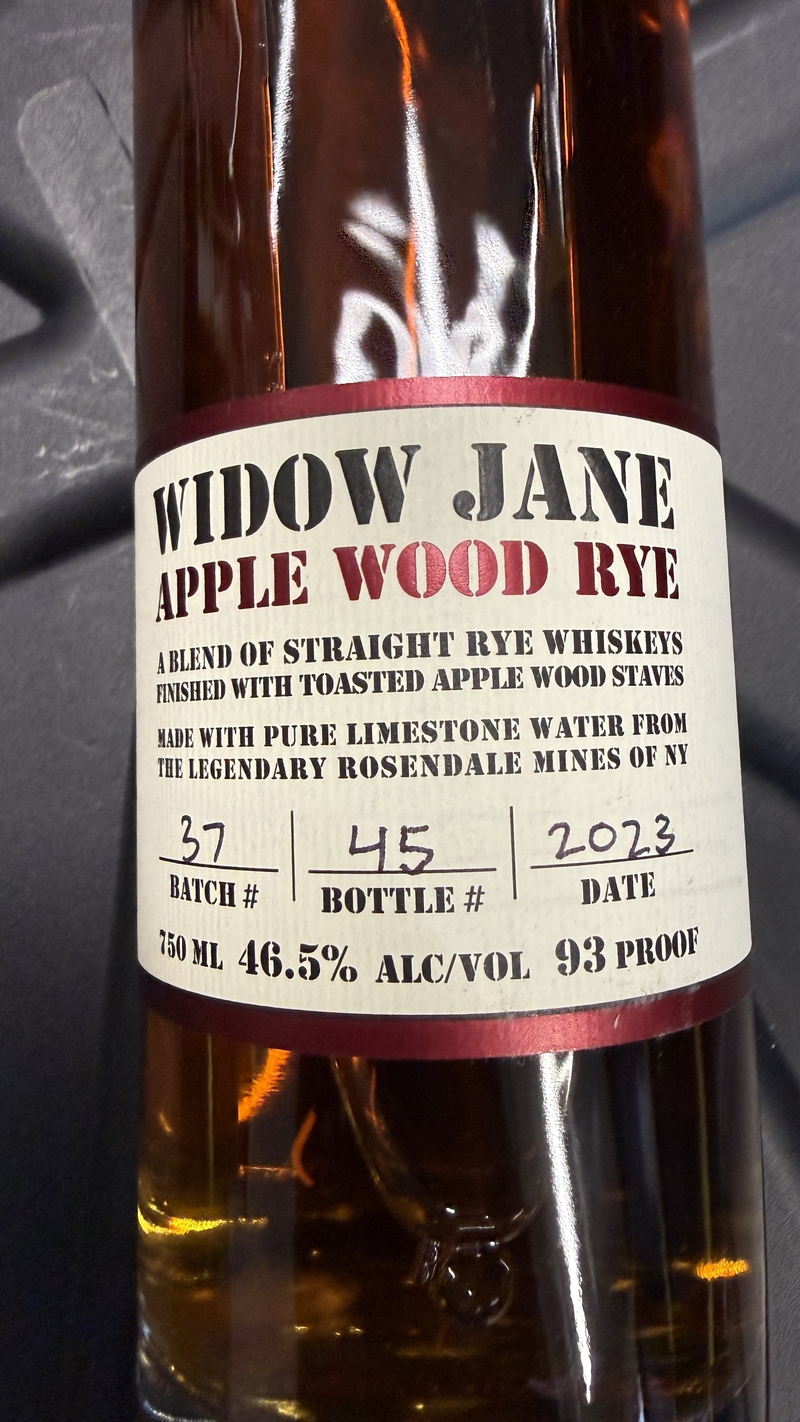 WIDOW JANE
APPLE WOOD RYE
A BLEND OF STRAIGHT RYE WHISKEYS
FINISHED WITH TOASTED APPLE WOOD STAVES
MADE WITH PURE LIMESTONE WATER FROM
THE LEGENDARY ROSENDALE MINES OF NY
37 45 2023
BATCH # BOTTLE # DATE
750 ML 46.5% ALC/VOL 93 PROOF